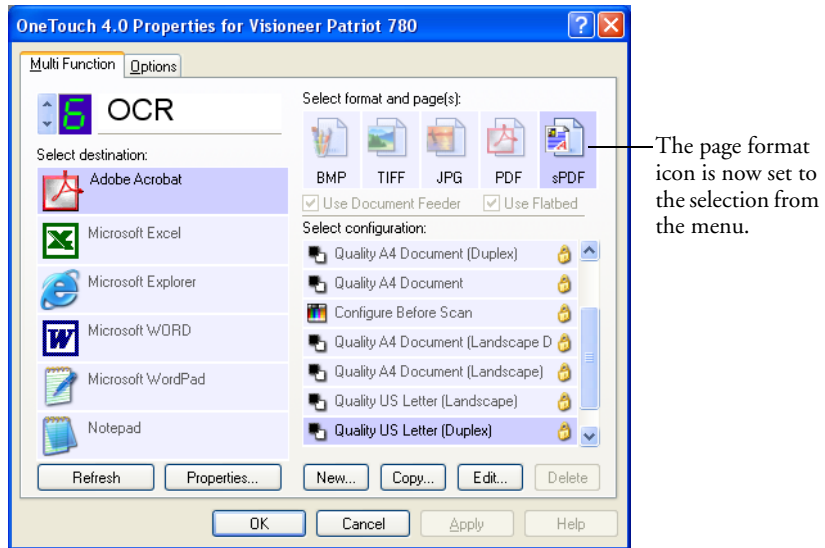 OneTouch 4.0 Properties for Visioneer Patriot 780
Multi Function
Options
6
OCR
Select destination:
Adobe Acrobat
Microsoft Excel
Microsoft Explorer
Microsoft WORD
Microsoft WordPad
Notepad
Refresh
Properties...
Select format and page(s):
BMP TIFF JPG PDF sPDF
Use Document Feeder
Use Flatbed
Select configuration:
Quality A4 Document (Duplex)
Quality A4 Document
Configure Before Scan
Quality A4 Document (Landscape D
Quality A4 Document (Landscape)
Quality US Letter (Landscape)
Quality US Letter (Duplex)
New...
Copy...
Edit...
Delete
OK
Cancel
Apply
Help
The page format
icon is now set to
the selection from
the menu.